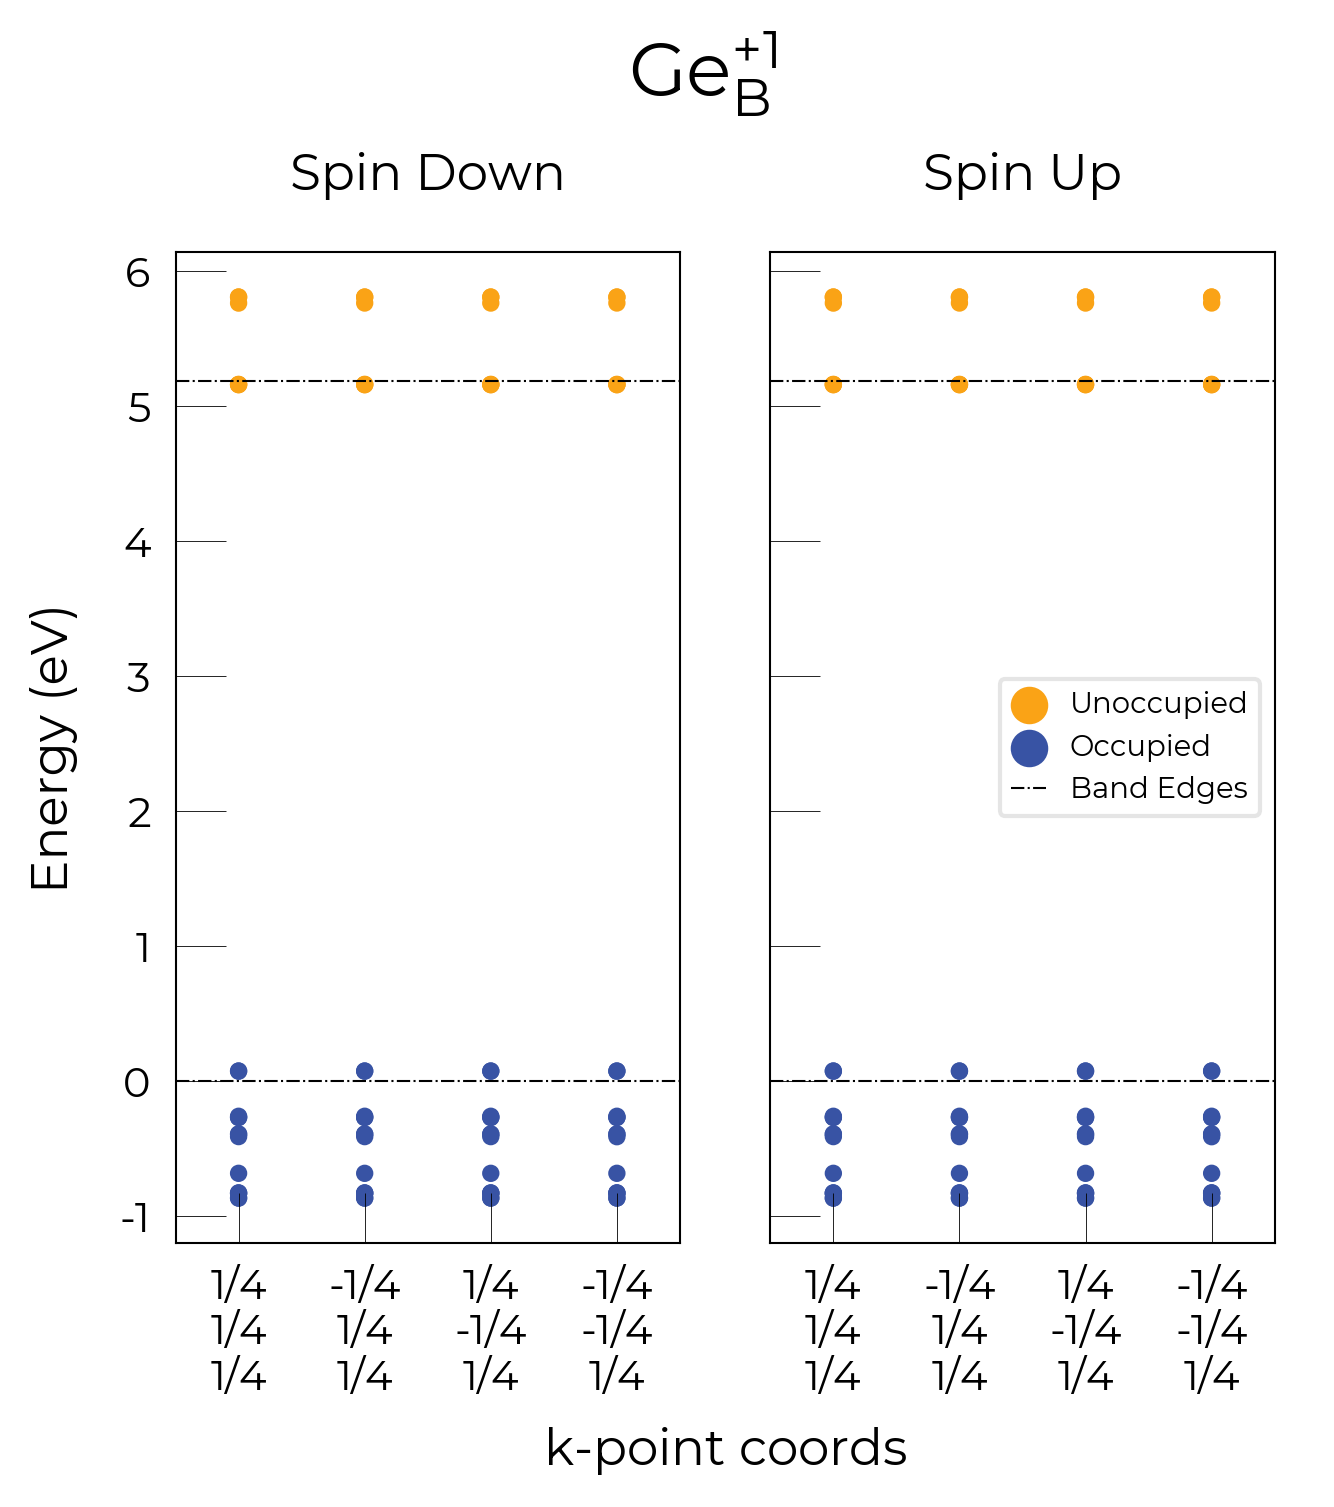 Ge+1B
Spin Down Spin Up
6
5
4
3
2
1
0
-1
Energy (eV)
Unoccupied
Occupied
Band Edges
1/4 -1/4 1/4 -1/4 1/4 -1/4 1/4 -1/4
1/4 1/4 -1/4 -1/4 1/4 1/4 -1/4 -1/4
1/4 1/4 1/4 1/4 1/4 1/4 1/4 1/4
k-point coords